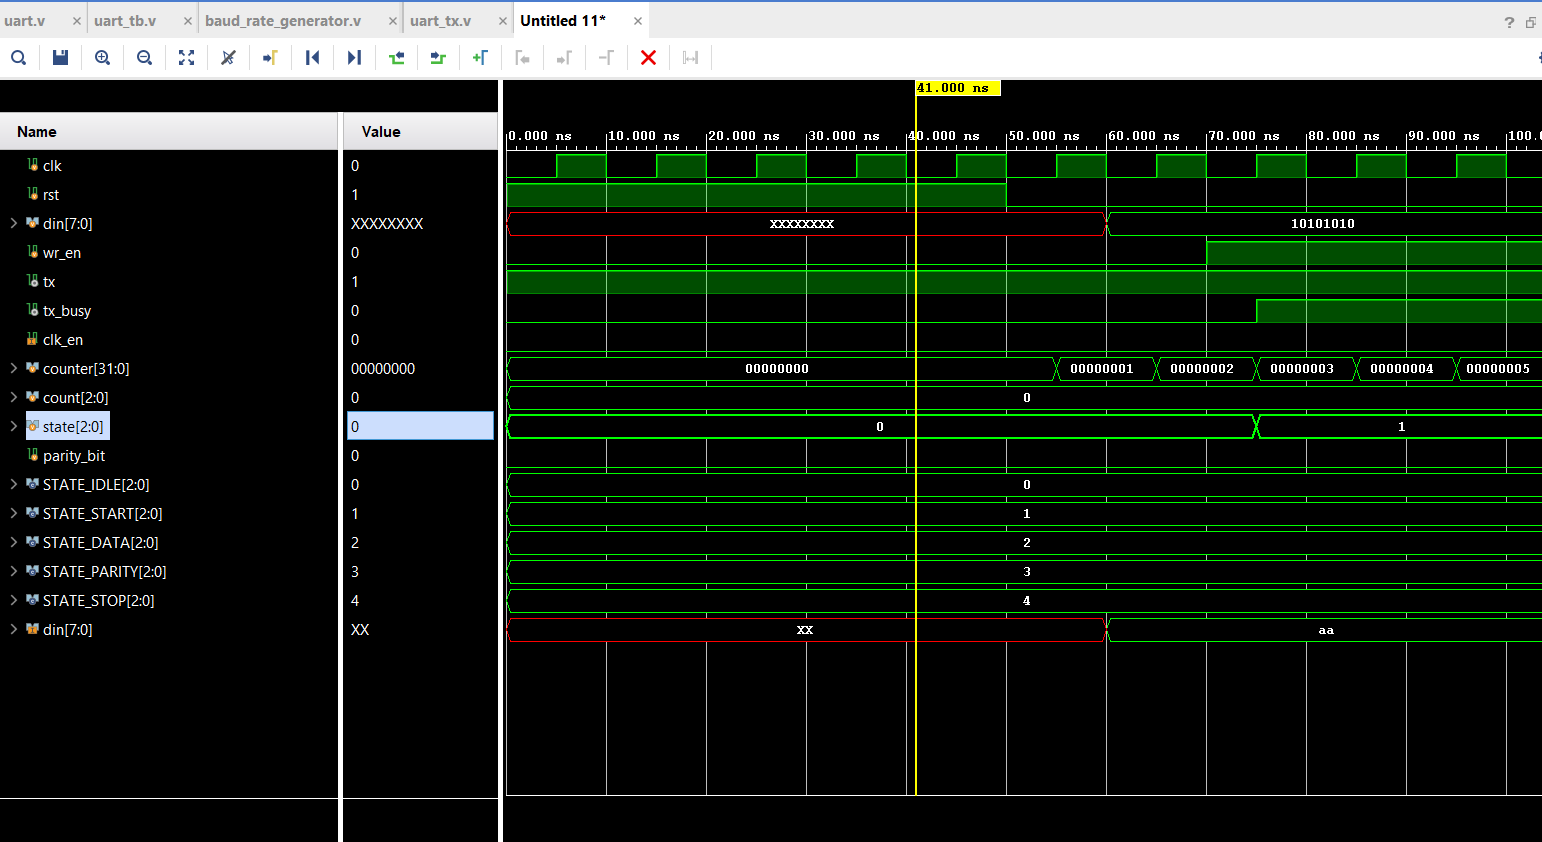 uart.v × uart_tb.v × baud_rate_generator.v × uart_tx.v × Untitled 11* ×
?
41.000 ns
Name Value
0.000 ns 10.000 ns 20.000 ns 30.000 ns 40.000 ns 50.000 ns 60.000 ns 70.000 ns 80.000 ns 90.000 ns 100.0
clk 0
rst 1
din[7:0] XXXXXXXX XXXXXXXX 10101010
wr_en 0
tx 1
tx_busy 0
clk_en 0
counter[31:0] 00000000 00000000 00000001 00000002 00000003 00000004 00000005
count[2:0] 0 0
state[2:0] 0 0 1
parity_bit 0
STATE_IDLE[2:0] 0 0
STATE_START[2:0] 1 1
STATE_DATA[2:0] 2 2
STATE_PARITY[2:0] 3 3
STATE_STOP[2:0] 4 4
din[7:0] XX XX aa